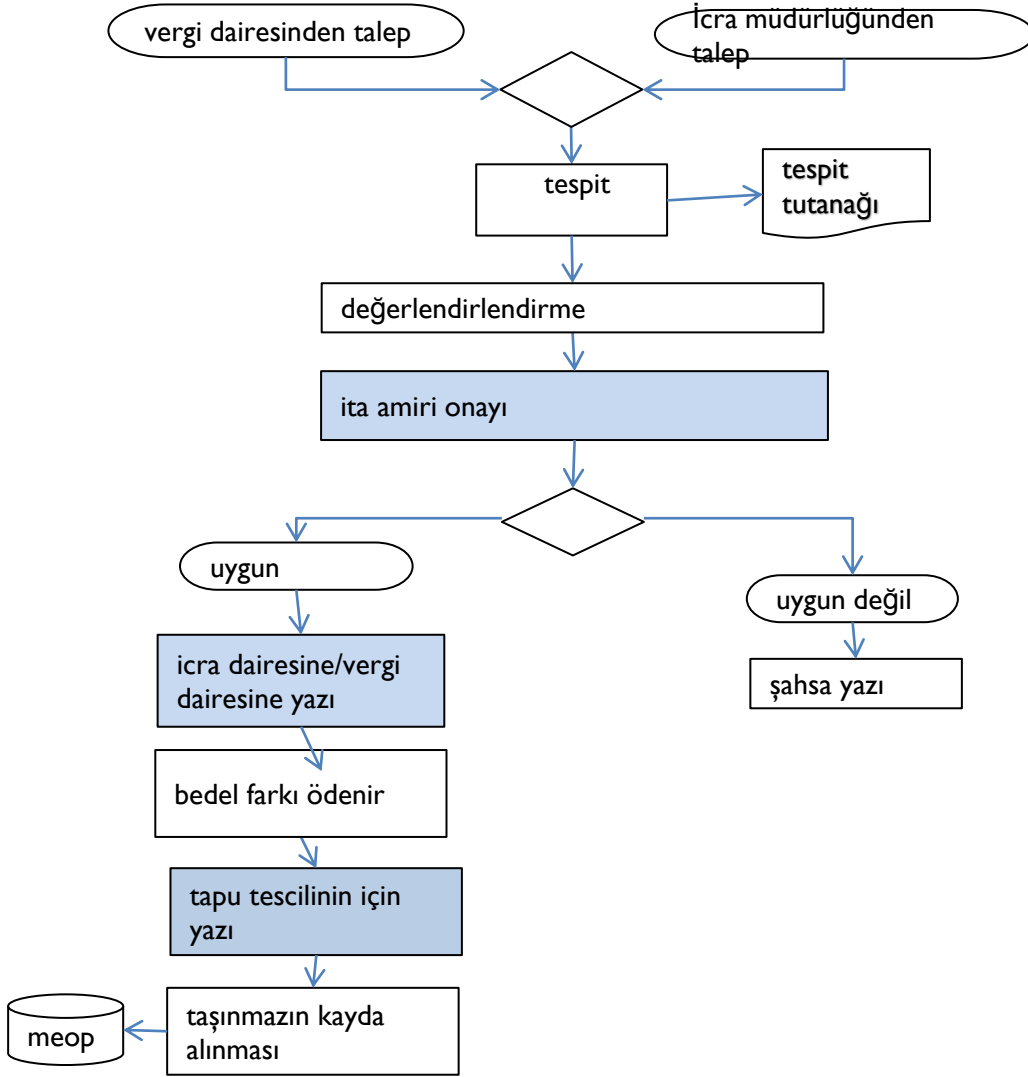 vergi dairesinden talep
İcra müdürlüğünden
talep
tespit
tespit
tutanağı
değerlendirlendirme
ita amiri onayı
uygun
uygun değil
icra dairesine/vergi
dairesine yazı
şahsa yazı
bedel farkı ödenir
tapu tescilinin için
yazı
taşınmazın kayda
alınması
meop